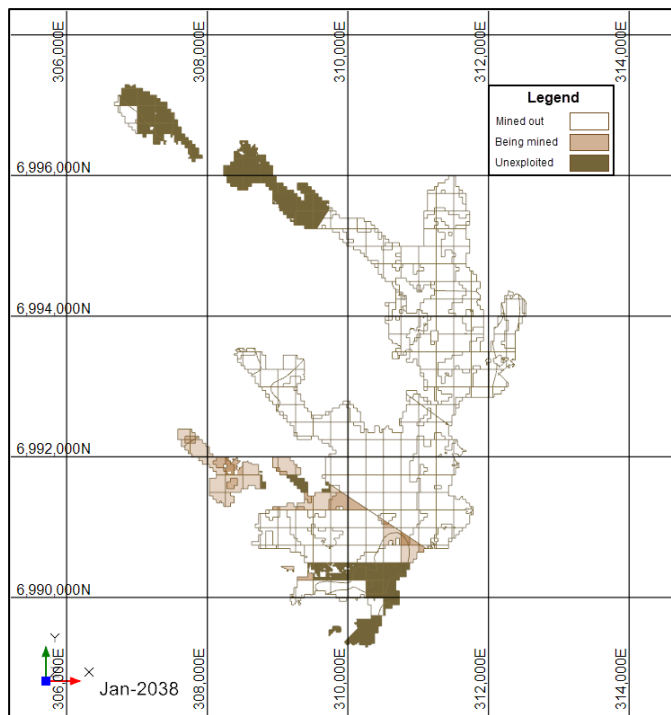 306,000E
308,000E
310,000E
312,000E
314,000E
Legend
Mined out
Being mined
Unexploited
6,996,000N
6,994,000N
6,992,000N
6,990,000N
Y
X
Jan-2038
306,000E
308,000E
310,000E
312,000E
314,000E